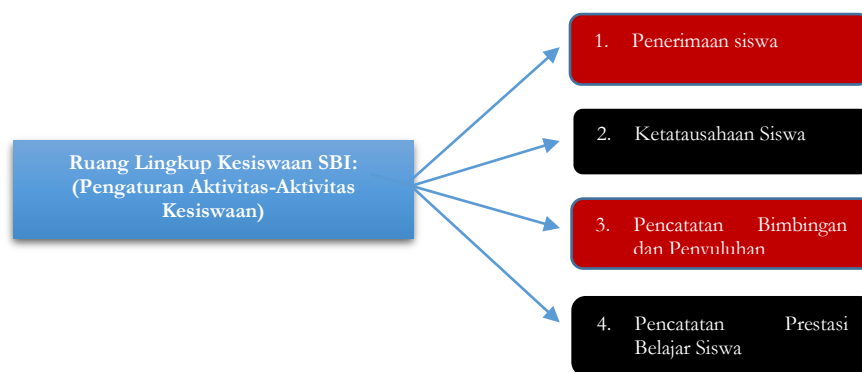 Ruang Lingkup Kesiswaan SBI:
(Pengaturan Aktivitas-Aktivitas
Kesiswaan)
1. Penerimaan siswa
2. Ketatausahaan Siswa
3. Pencatatan Bimbingan
dan Penyuluhan
4. Pencatatan Prestasi
Belajar Siswa